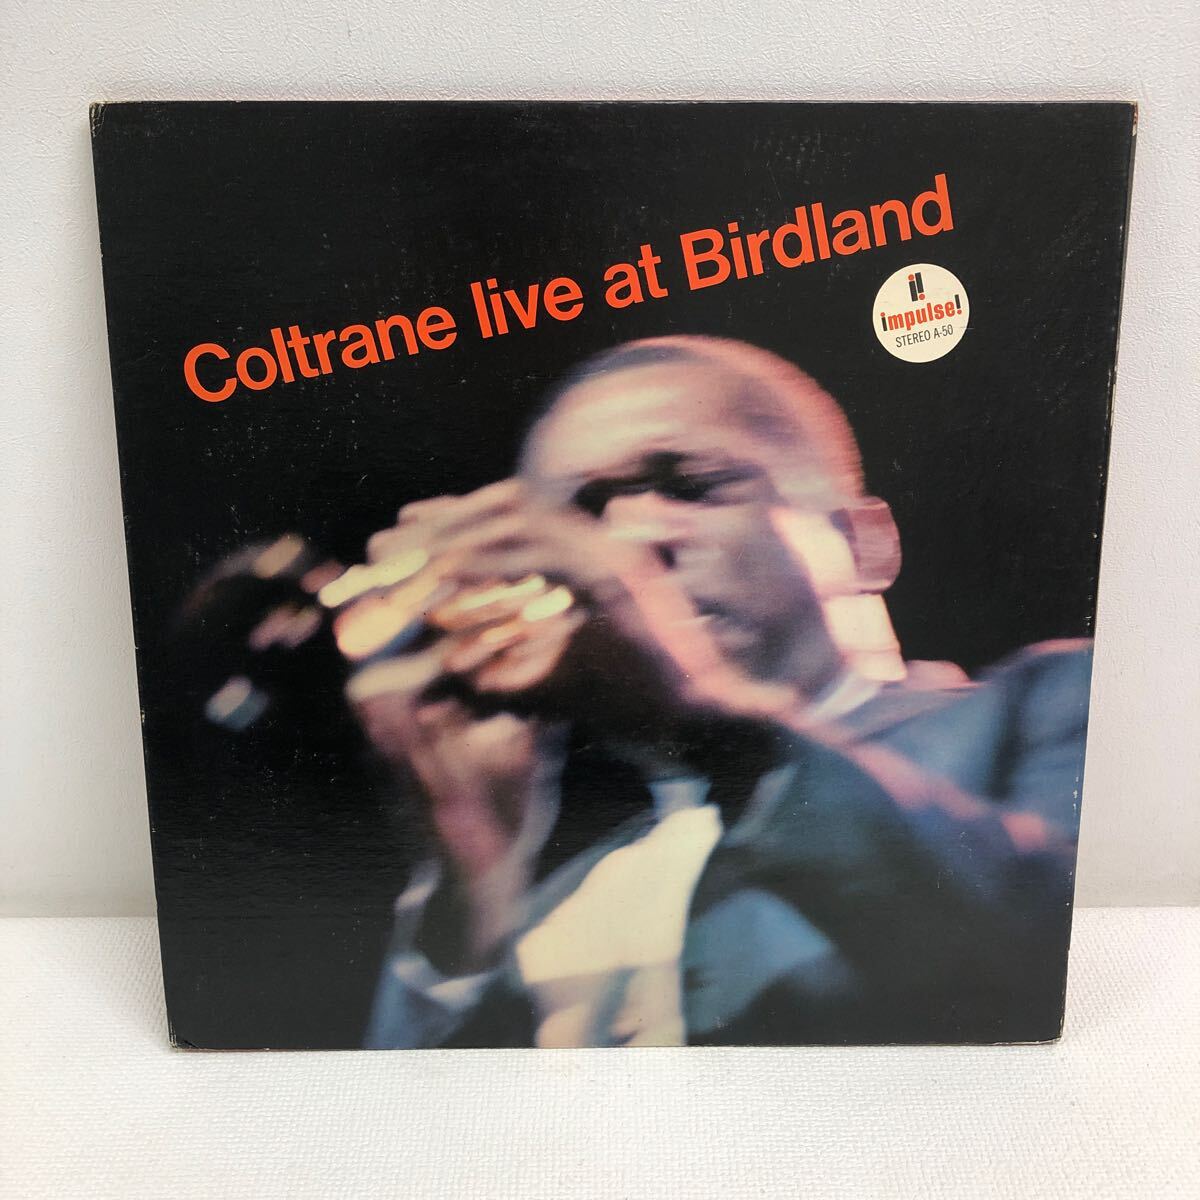 Coltrane live at Birdland
i!
impulse!
STEREO A-50